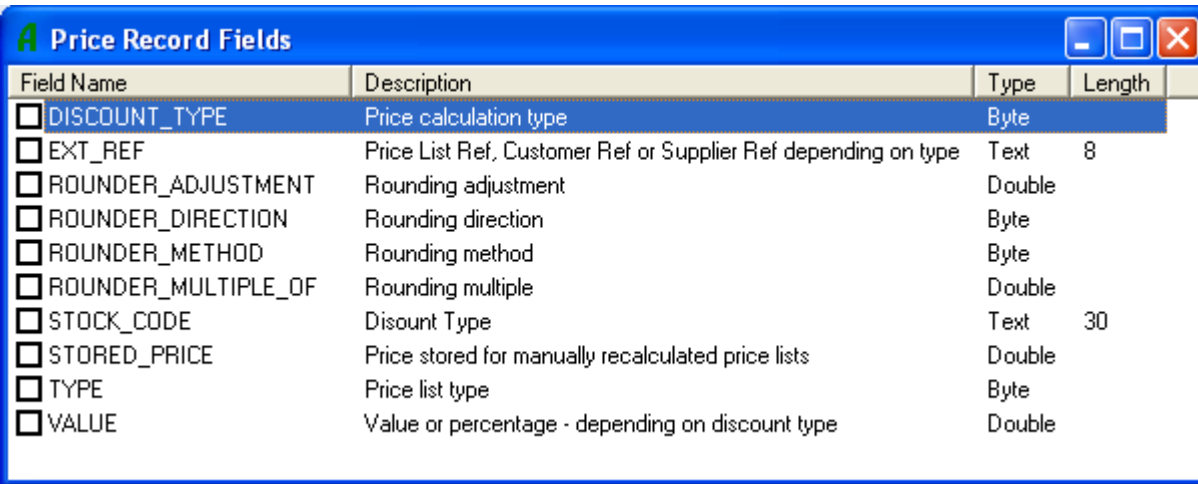 A Price Record Fields
Field Name Description Type Length
DISCOUNT_TYPE Price calculation type Byte
EXT_REF Price List Ref, Customer Ref or Supplier Ref depending on type Text 8
ROUNDER_ADJUSTMENT Rounding adjustment Double
ROUNDER_DIRECTION Rounding direction Byte
ROUNDER_METHOD Rounding method Byte
ROUNDER_MULTIPLE_OF Rounding multiple Double
STOCK_CODE Disount Type Text 30
STORED_PRICE Price stored for manually recalculated price lists Double
TYPE Price list type Byte
VALUE Value or percentage - depending on discount type Double